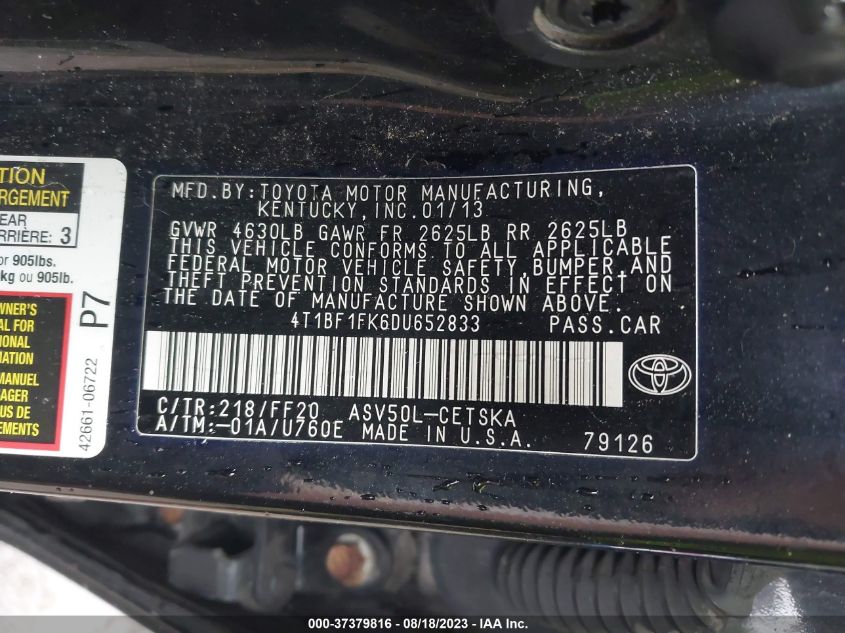 TION
RGEMENT
EAR
RRIÈRE: 3
or 905lbs.
kg ou 905lb.
WNER'S
AL FOR
IONAL
MATION
MANUEL
AGER
US DE
EMENTS
P7
42661-06722
MFD.BY:TOYOTA MOTOR MANUFACTURING,
KENTUCKY,INC.01/13
GVWR 4630LB GAWR FR 2625LB RR 2625LB
THIS VEHICLE CONFORMS TO ALL APPLICABLE
FEDERAL MOTOR VEHICLE SAFETY,BUMPER,AND
THEFT PREVENTION STANDARDS IN EFFECT ON
THE DATE OF MANUFACTURE SHOWN ABOVE.
4T1BF1FK6DU652833 PASS.CAR
C/TR:218/FF20 ASV50L-CETSKA
A/TM:-01A/U760E MADE IN U.S.A. 79126
000-37379816 - 08/18/2023 - IAA Inc.